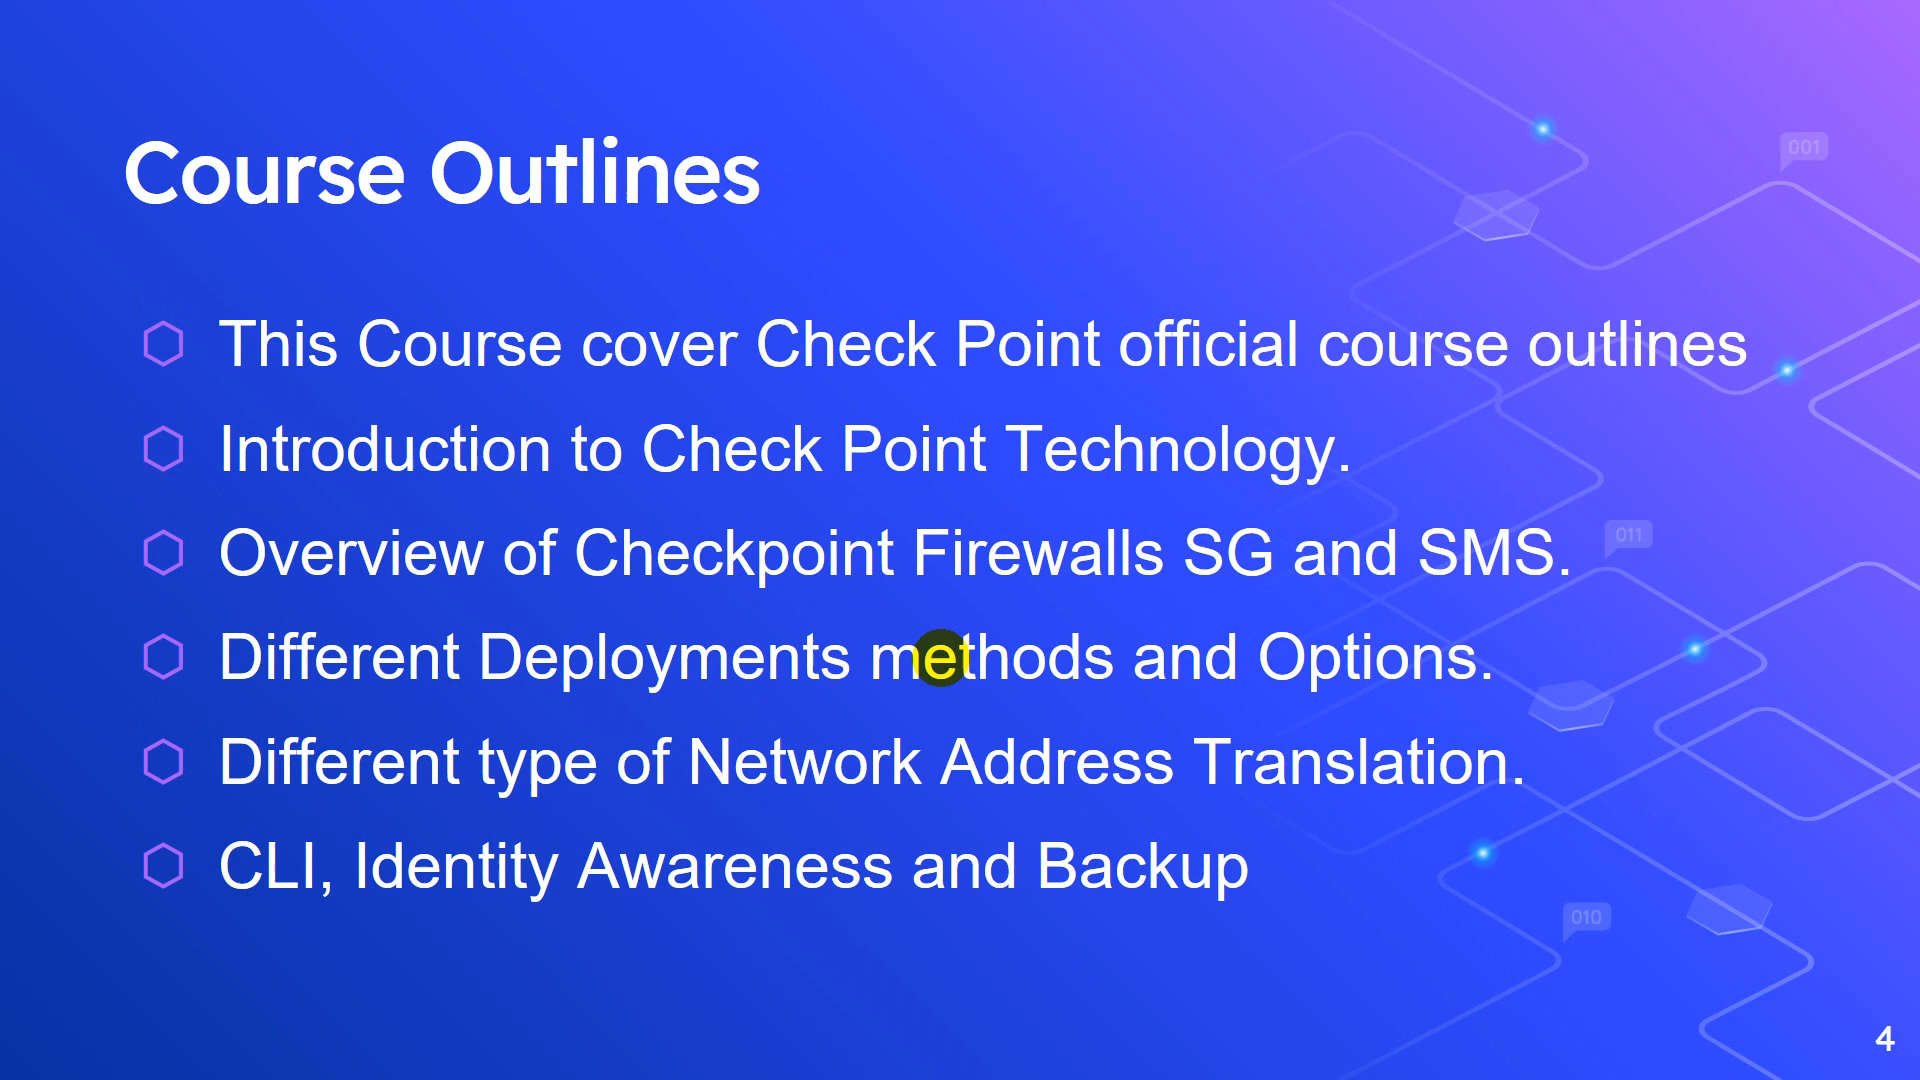 Course Outlines
001
This Course cover Check Point official course outlines
Introduction to Check Point Technology.
Overview of Checkpoint Firewalls SG and SMS.
011
Different Deployments methods and Options.
Different type of Network Address Translation.
CLI, Identity Awareness and Backup
010
4